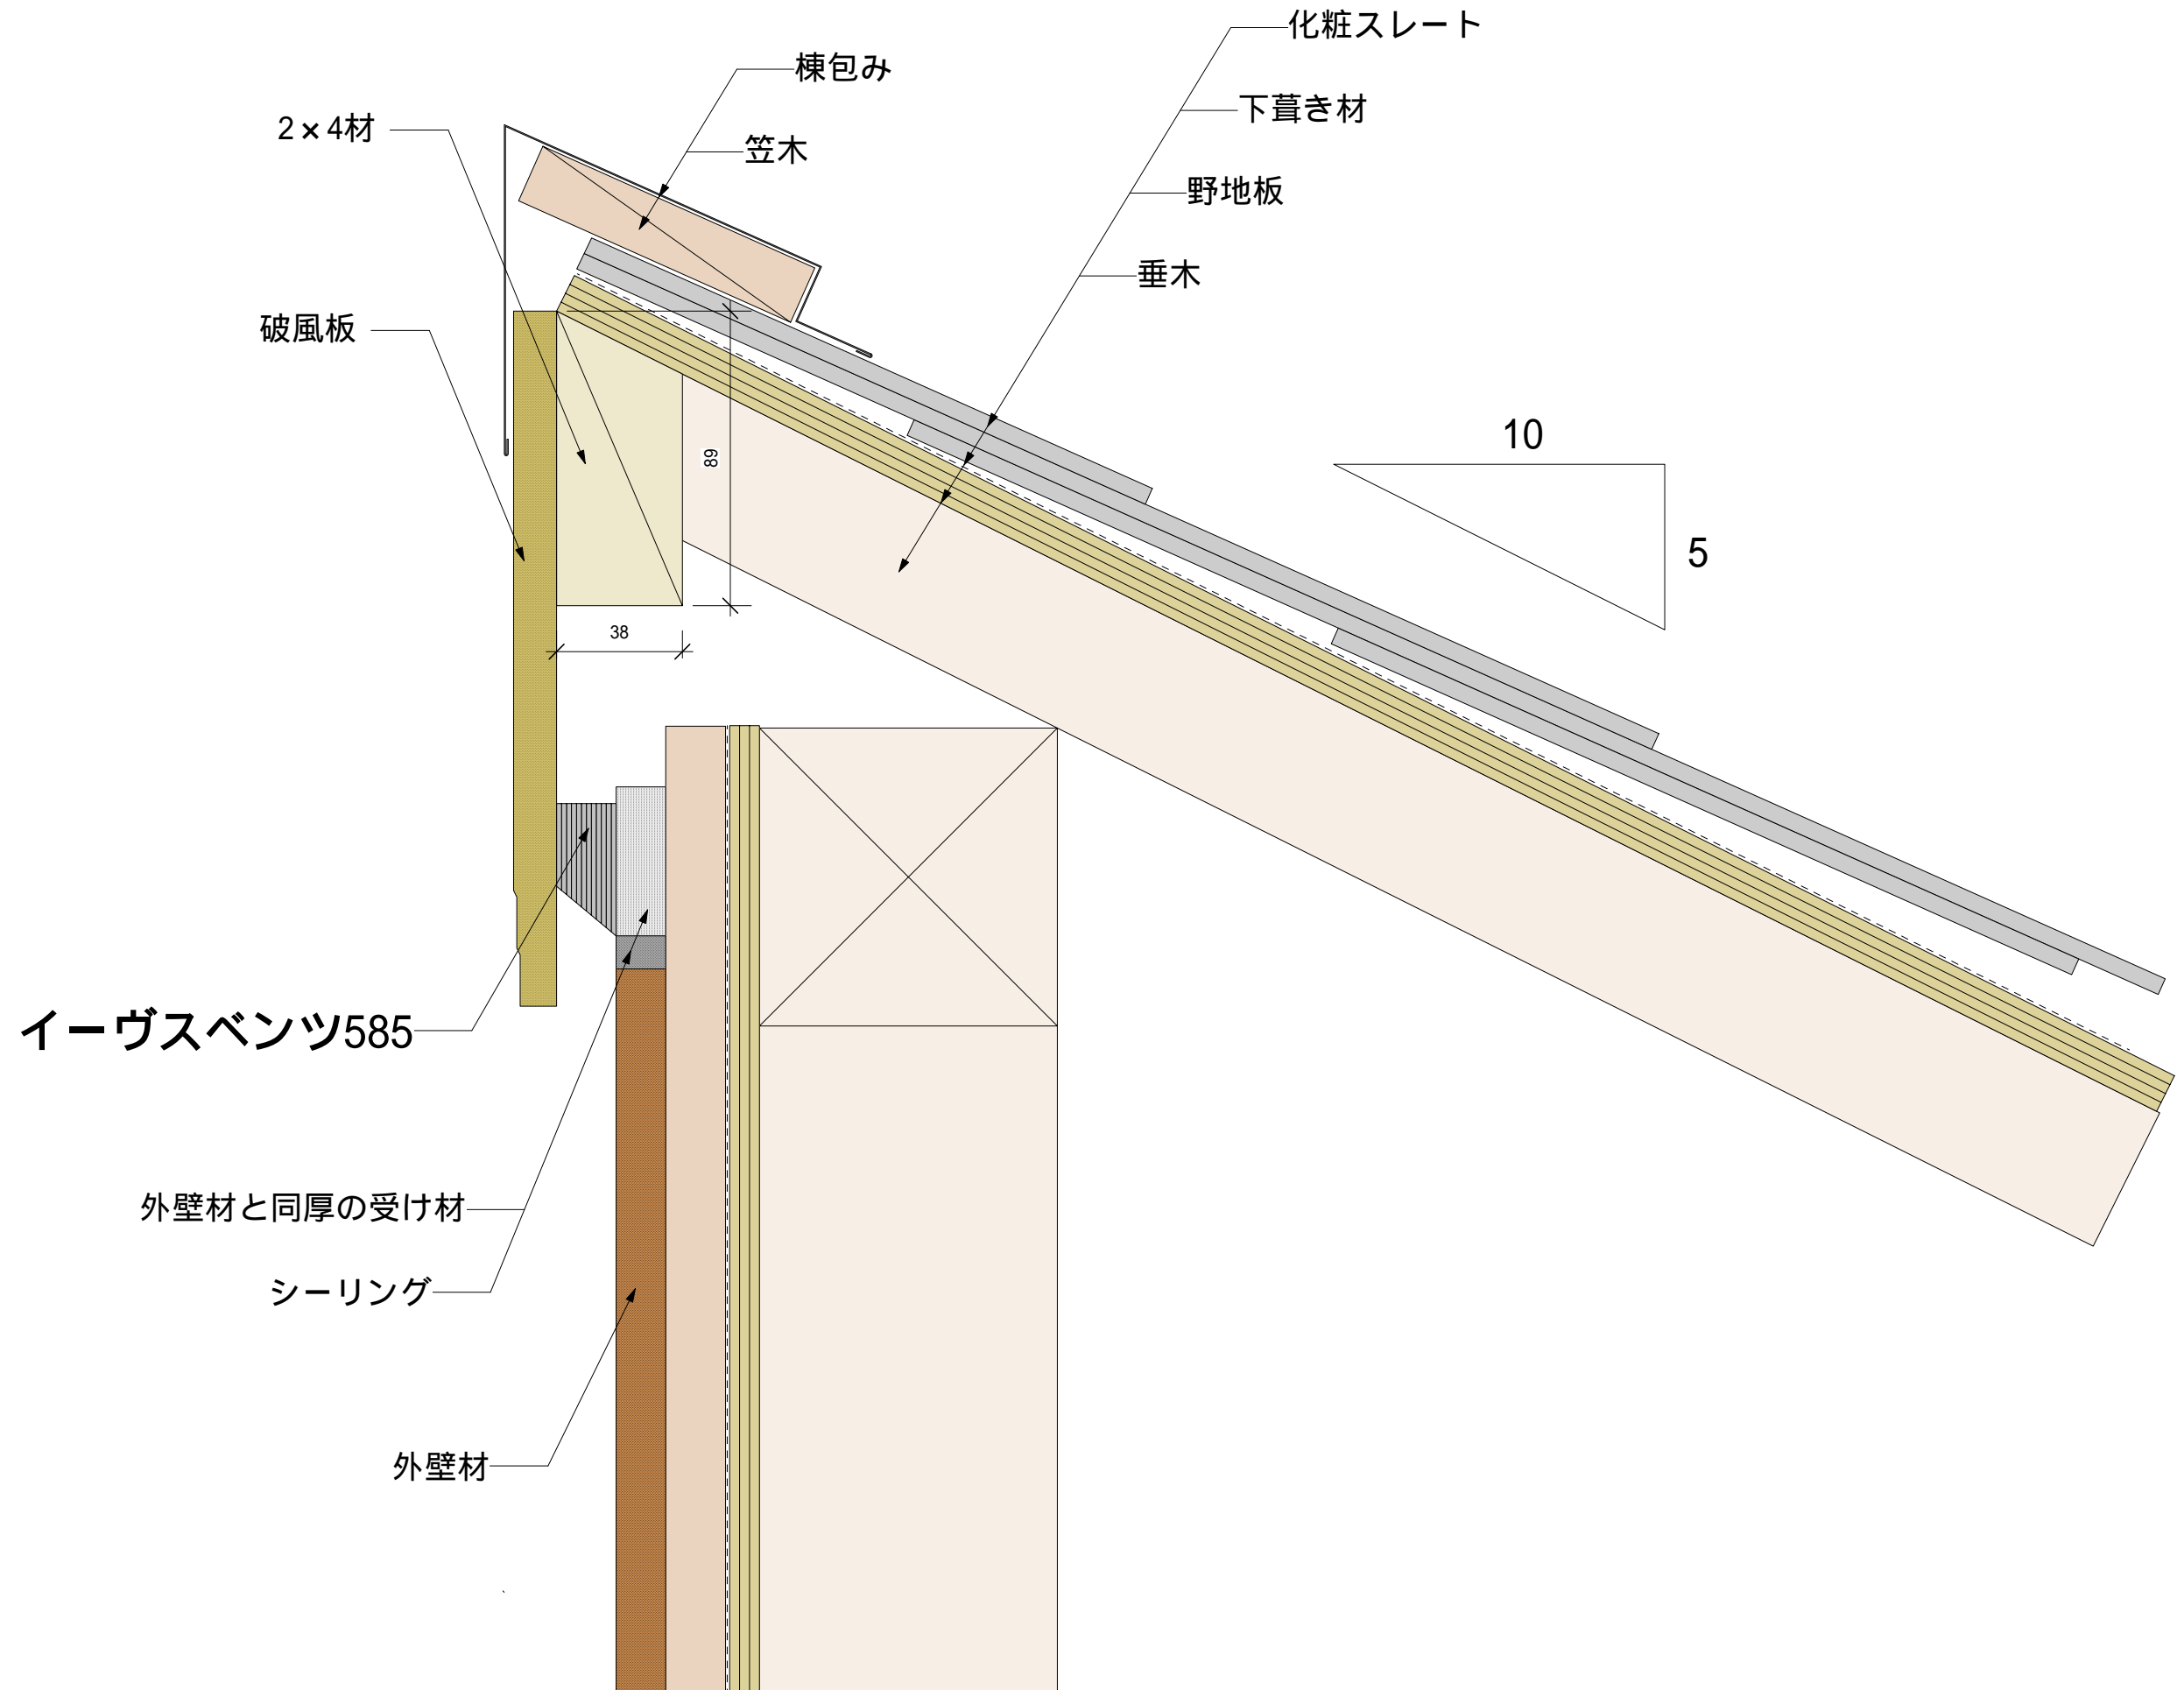 化粧スレート
棟包み
下葺き材
2×4材
笠木
野地板
垂木
破風板
10
89
5
38
イーヴスベンツ585
外壁材と同厚の受け材
シーリング
外壁材